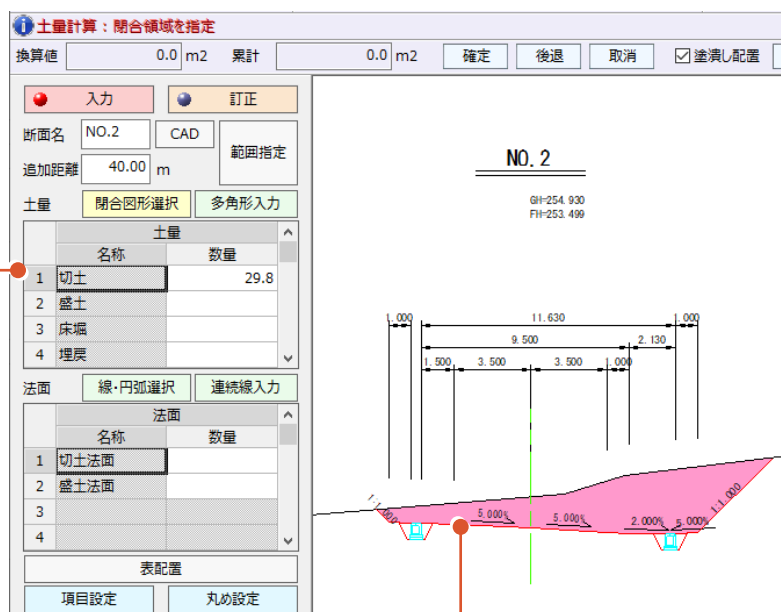 土量計算：閉合領域を指定
換算値 0.0 m2 累計 0.0 m2 確定 後退 取消 塗潰し配置
入力 訂正
断面名 NO.2 CAD 範囲指定
追加距離 40.00 m
土量 閉合図形選択 多角形入力
土量
名称 数量
1 切土 29.8
2 盛土
3 床堀
4 埋戻
法面 線・円弧選択 連続線入力
法面
名称 数量
1 切土法面
2 盛土法面
3
4
表配置
項目設定 丸め設定
NO.2
GH=254.930
FH=253.499
1.000 11.630 1.000
9.500 2.130
1.500 3.500 3.500 1.000
1:1.000 5.000% 5.000% 2.000% 5.000% 1:1.000